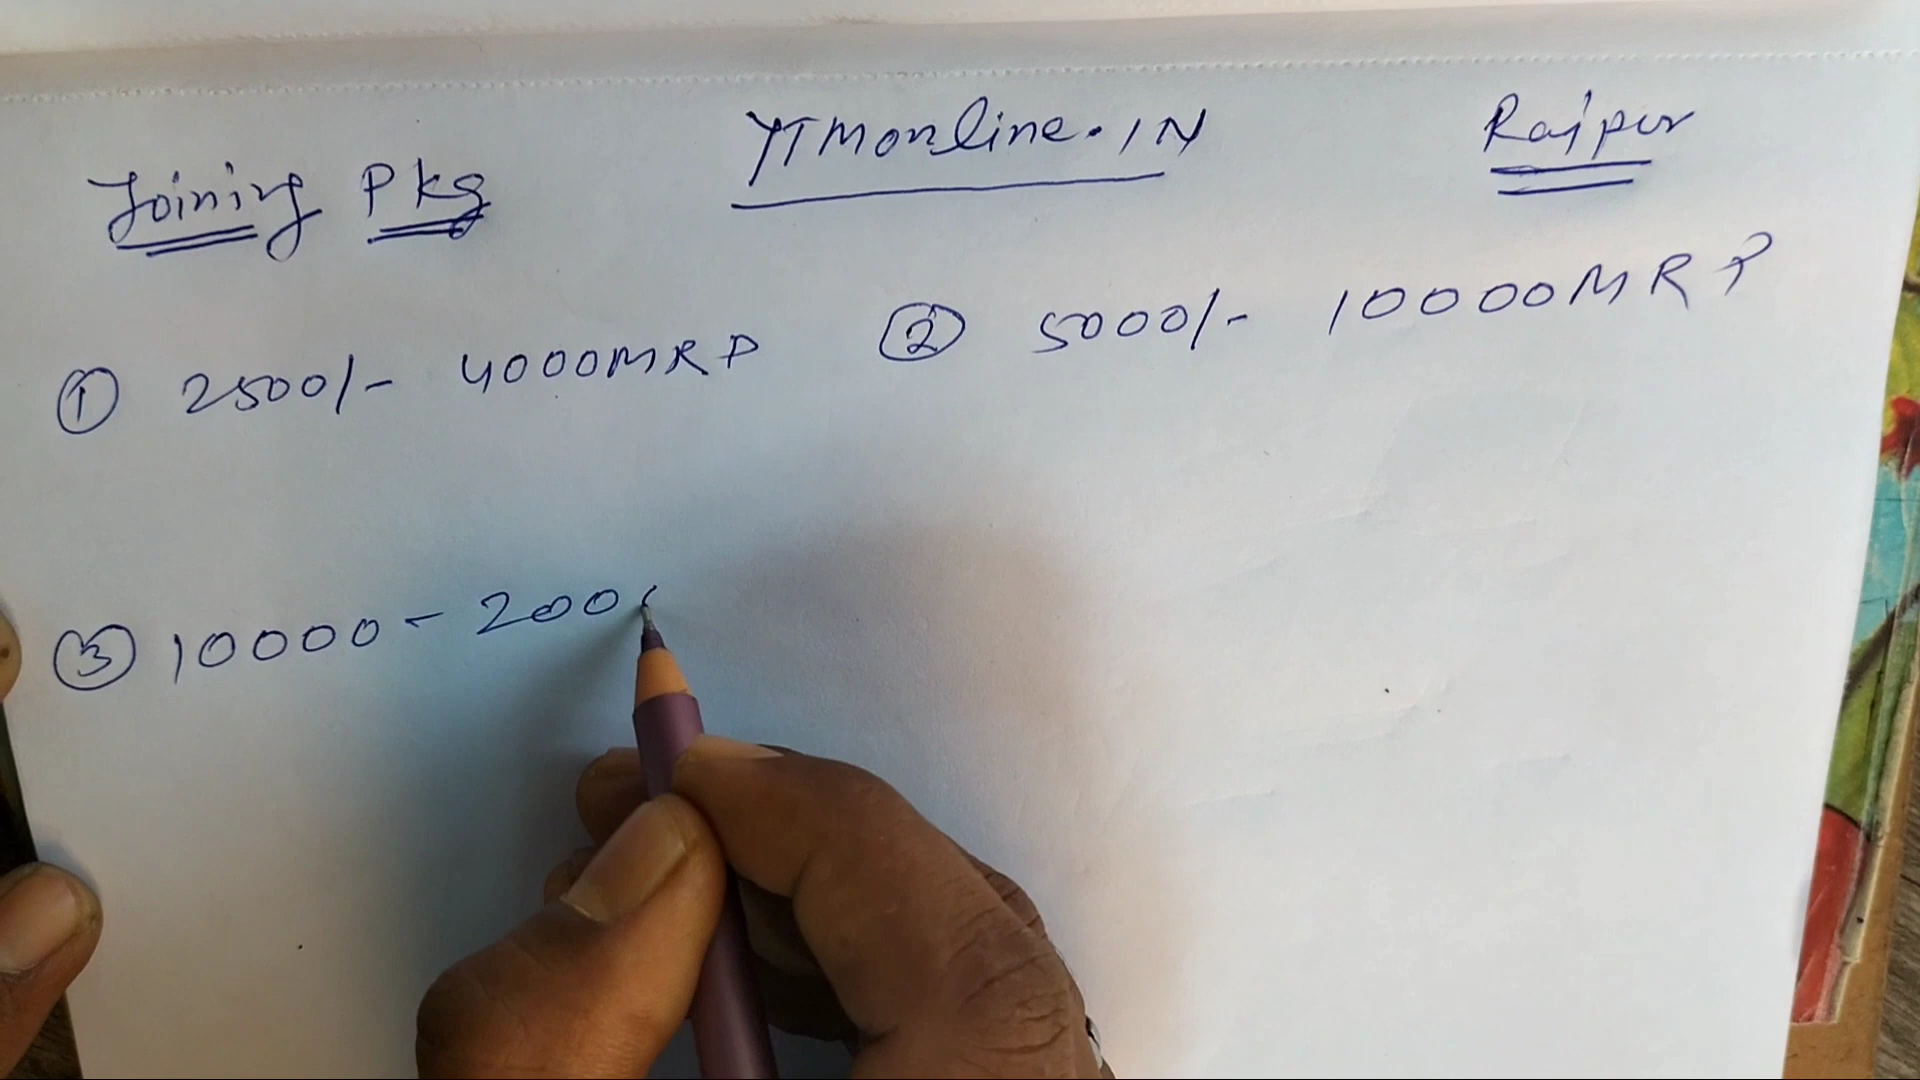 YTMonline.IN
Raipur
Joining Pkg
① 2500/- 4000MRP
② 5000/- 10000MRP
③ 10000 - 200